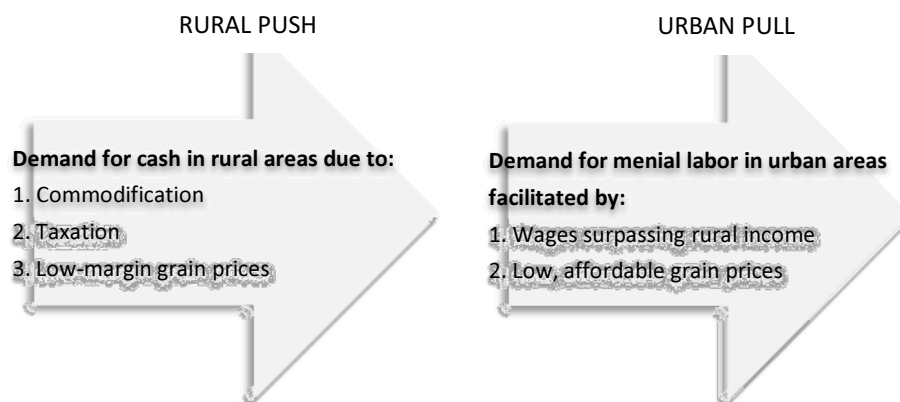 RURAL PUSH
Demand for cash in rural areas due to:
1. Commodification
2. Taxation
3. Low-margin grain prices
URBAN PULL
Demand for menial labor in urban areas
facilitated by:
1. Wages surpassing rural income
2. Low, affordable grain prices